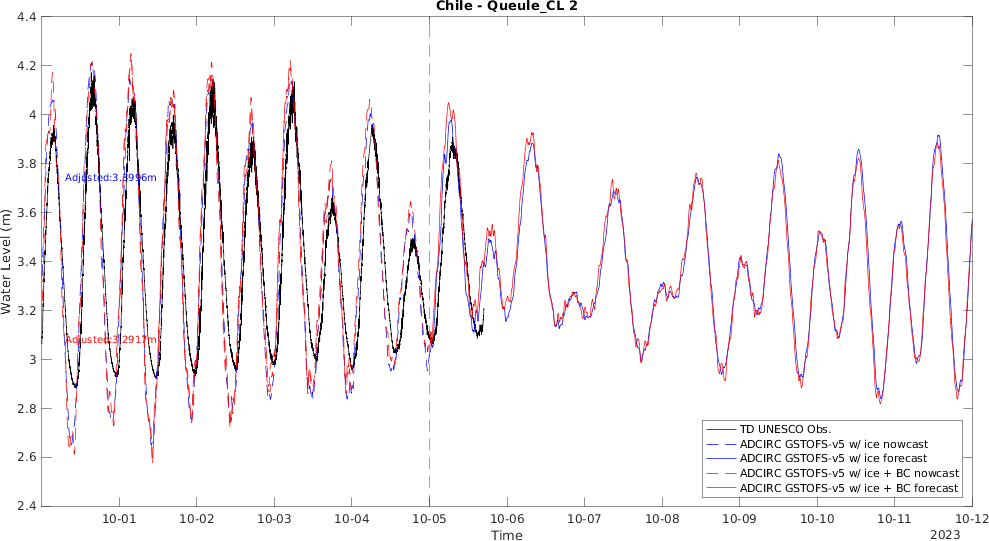 Chile - Queule_CL 2
4.4
4.2
4
3.8
3.6
3.4
3.2
3
2.8
2.6
2.4
Water Level (m)
Adjusted:3.3996m
Adjusted:3.2917m
TD UNESCO Obs.
ADCIRC GSTOFS-v5 w/ ice nowcast
ADCIRC GSTOFS-v5 w/ ice forecast
ADCIRC GSTOFS-v5 w/ ice + BC nowcast
ADCIRC GSTOFS-v5 w/ ice + BC forecast
10-01 10-02 10-03 10-04 10-05 10-06 10-07 10-08 10-09 10-10 10-11 10-12
Time
2023